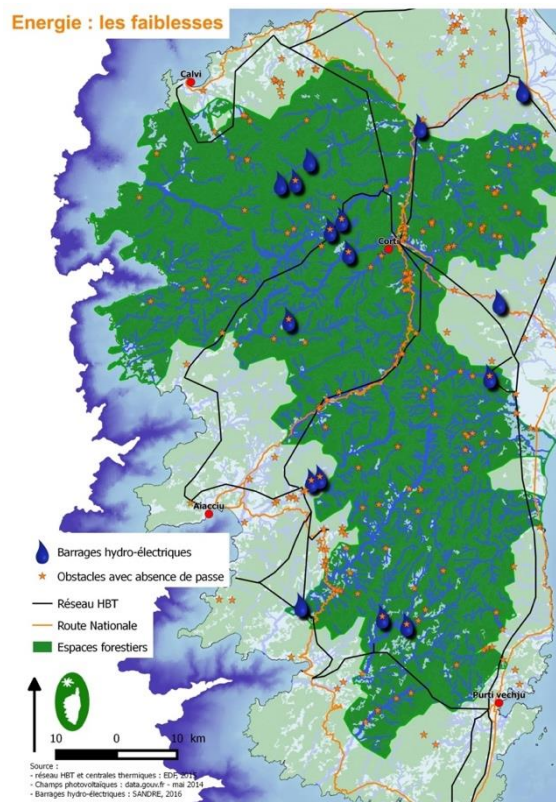 Energie : les faiblesses
Calvi
Corti
Aiacciu
Barrages hydro-électriques
Obstacles avec absence de passe
Réseau HBT
Route Nationale
Espaces forestiers
Purti vechju
10 0 10 km
Source :
- réseau HBT et centrales thermiques : EDF, 2015
- Champs photovoltaïques : data.gouv.fr - mai 2014
- Barrages hydro-électriques : SANDRE, 2016